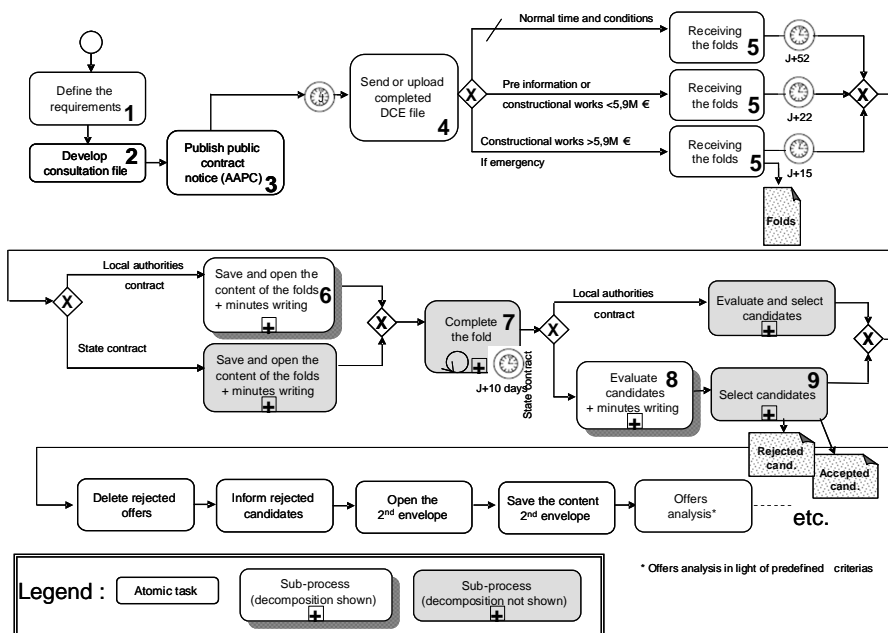 Define the
requirements 1
Develop
consultation file 2
Publish public
contract
notice (AAPC) 3
Send or upload
completed
DCE file
4
X
Normal time and conditions
Receiving
the folds 5
J+52
Pre information or
constructional works <5,9M €
Receiving
the folds 5
J+22
Constructional works >5,9M €
If emergency
Receiving
the folds 5
J+15
X
Folds
X
Local authorities
contract
Save and open the
content of the folds
+ minutes writing
6
State contract
Save and open the
content of the folds
+ minutes writing
X
Complete
the fold
7
J+10 days
X
Local authorities
contract
Evaluate and select
candidates
State contract
Evaluate
candidates
+ minutes writing
8
Select candidates
9
X
Rejected
cand.
Accepted
cand.
Delete rejected
offers
Inform rejected
candidates
Open the
2nd envelope
Save the content
2nd envelope
Offers
analysis*
etc.
* Offers analysis in light of predefined criterias
Legend :
Atomic task
Sub-process
(decomposition shown)
Sub-process
(decomposition not shown)